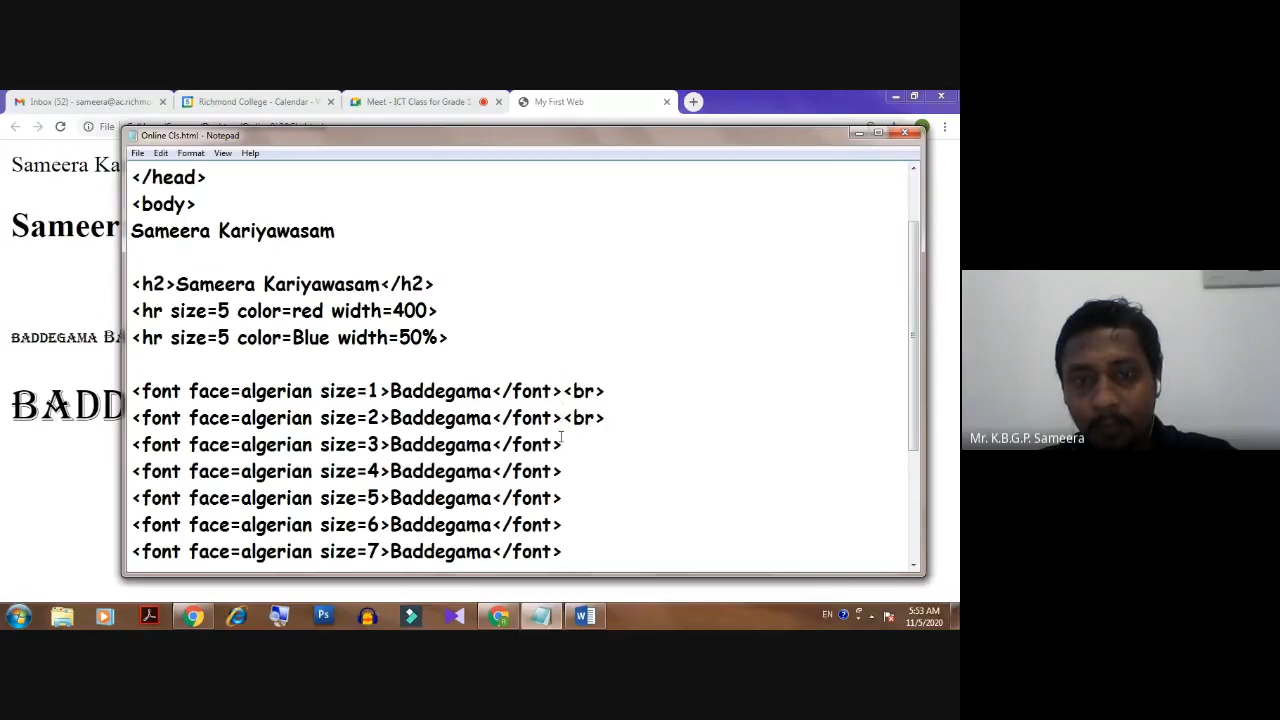 Inbox (52) - sameera@ac.richmo
Richmond College - Calendar - W
Meet - ICT Class for Grade 1
My First Web
File
Online Cls.html - Notepad
File Edit Format View Help
Sameera Ka
Sameer
BADDEGAMA BA
BADD
</head>
<body>
Sameera Kariyawasam
<h2>Sameera Kariyawasam</h2>
<hr size=5 color=red width=400>
<hr size=5 color=Blue width=50%>
<font face=algerian size=1>Baddegama</font><br>
<font face=algerian size=2>Baddegama</font><br>
<font face=algerian size=3>Baddegama</font>
<font face=algerian size=4>Baddegama</font>
<font face=algerian size=5>Baddegama</font>
<font face=algerian size=6>Baddegama</font>
<font face=algerian size=7>Baddegama</font>
Mr. K.B.G.P. Sameera
Ps
W
EN
5:53 AM
11/5/2020